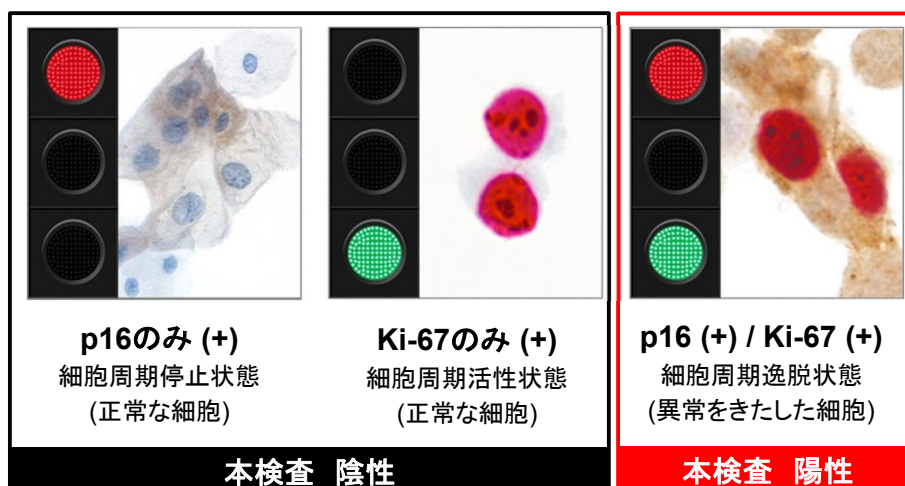 p16のみ (+)
細胞周期停止状態
(正常な細胞)
Ki-67のみ (+)
細胞周期活性状態
(正常な細胞)
本検査 陰性
p16 (+) / Ki-67 (+)
細胞周期逸脱状態
(異常をきたした細胞)
本検査 陽性